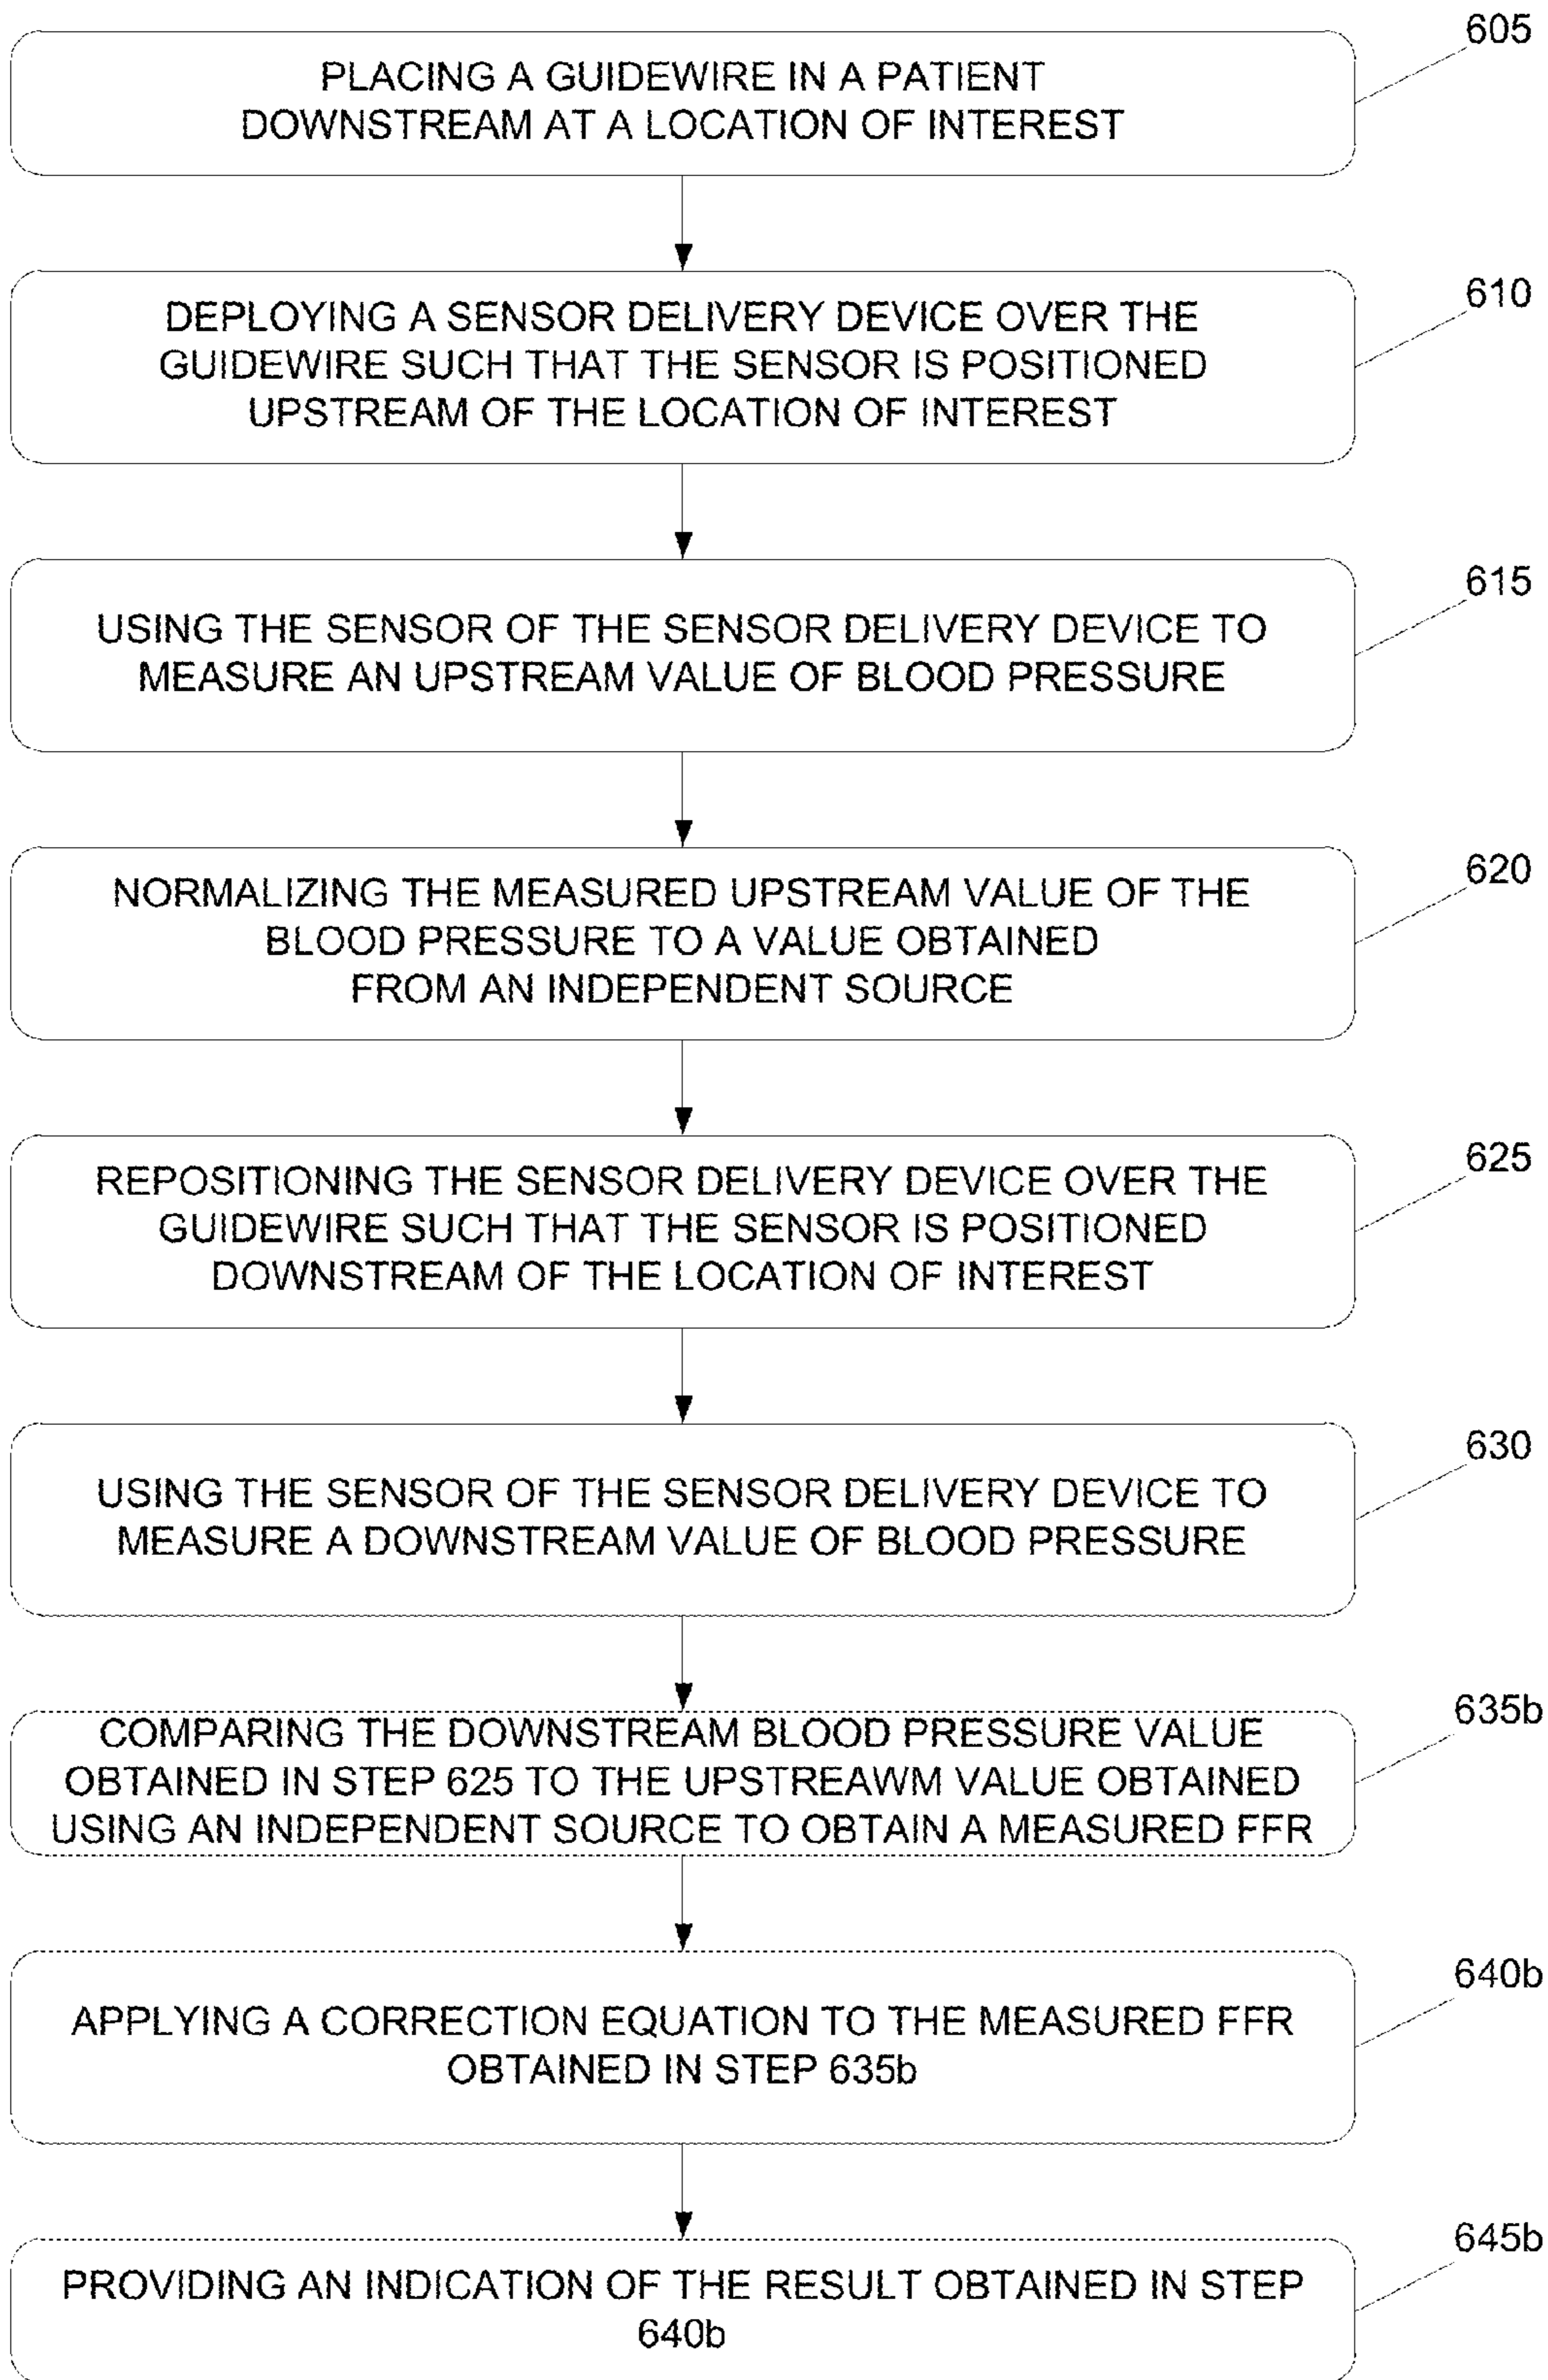 605
PLACING A GUIDEWIRE IN A PATIENT
DOWNSTREAM AT A LOCATION OF INTEREST
610
DEPLOYING A SENSOR DELIVERY DEVICE OVER THE
GUIDEWIRE SUCH THAT THE SENSOR IS POSITIONED
UPSTREAM OF THE LOCATION OF INTEREST
615
USING THE SENSOR OF THE SENSOR DELIVERY DEVICE TO
MEASURE AN UPSTREAM VALUE OF BLOOD PRESSURE
620
NORMALIZING THE MEASURED UPSTREAM VALUE OF THE
BLOOD PRESSURE TO A VALUE OBTAINED
FROM AN INDEPENDENT SOURCE
625
REPOSITIONING THE SENSOR DELIVERY DEVICE OVER THE
GUIDEWIRE SUCH THAT THE SENSOR IS POSITIONED
DOWNSTREAM OF THE LOCATION OF INTEREST
630
USING THE SENSOR OF THE SENSOR DELIVERY DEVICE TO
MEASURE A DOWNSTREAM VALUE OF BLOOD PRESSURE
635b
COMPARING THE DOWNSTREAM BLOOD PRESSURE VALUE
OBTAINED IN STEP 625 TO THE UPSTREAWM VALUE OBTAINED
USING AN INDEPENDENT SOURCE TO OBTAIN A MEASURED FFR
640b
APPLYING A CORRECTION EQUATION TO THE MEASURED FFR
OBTAINED IN STEP 635b
645b
PROVIDING AN INDICATION OF THE RESULT OBTAINED IN STEP
640b